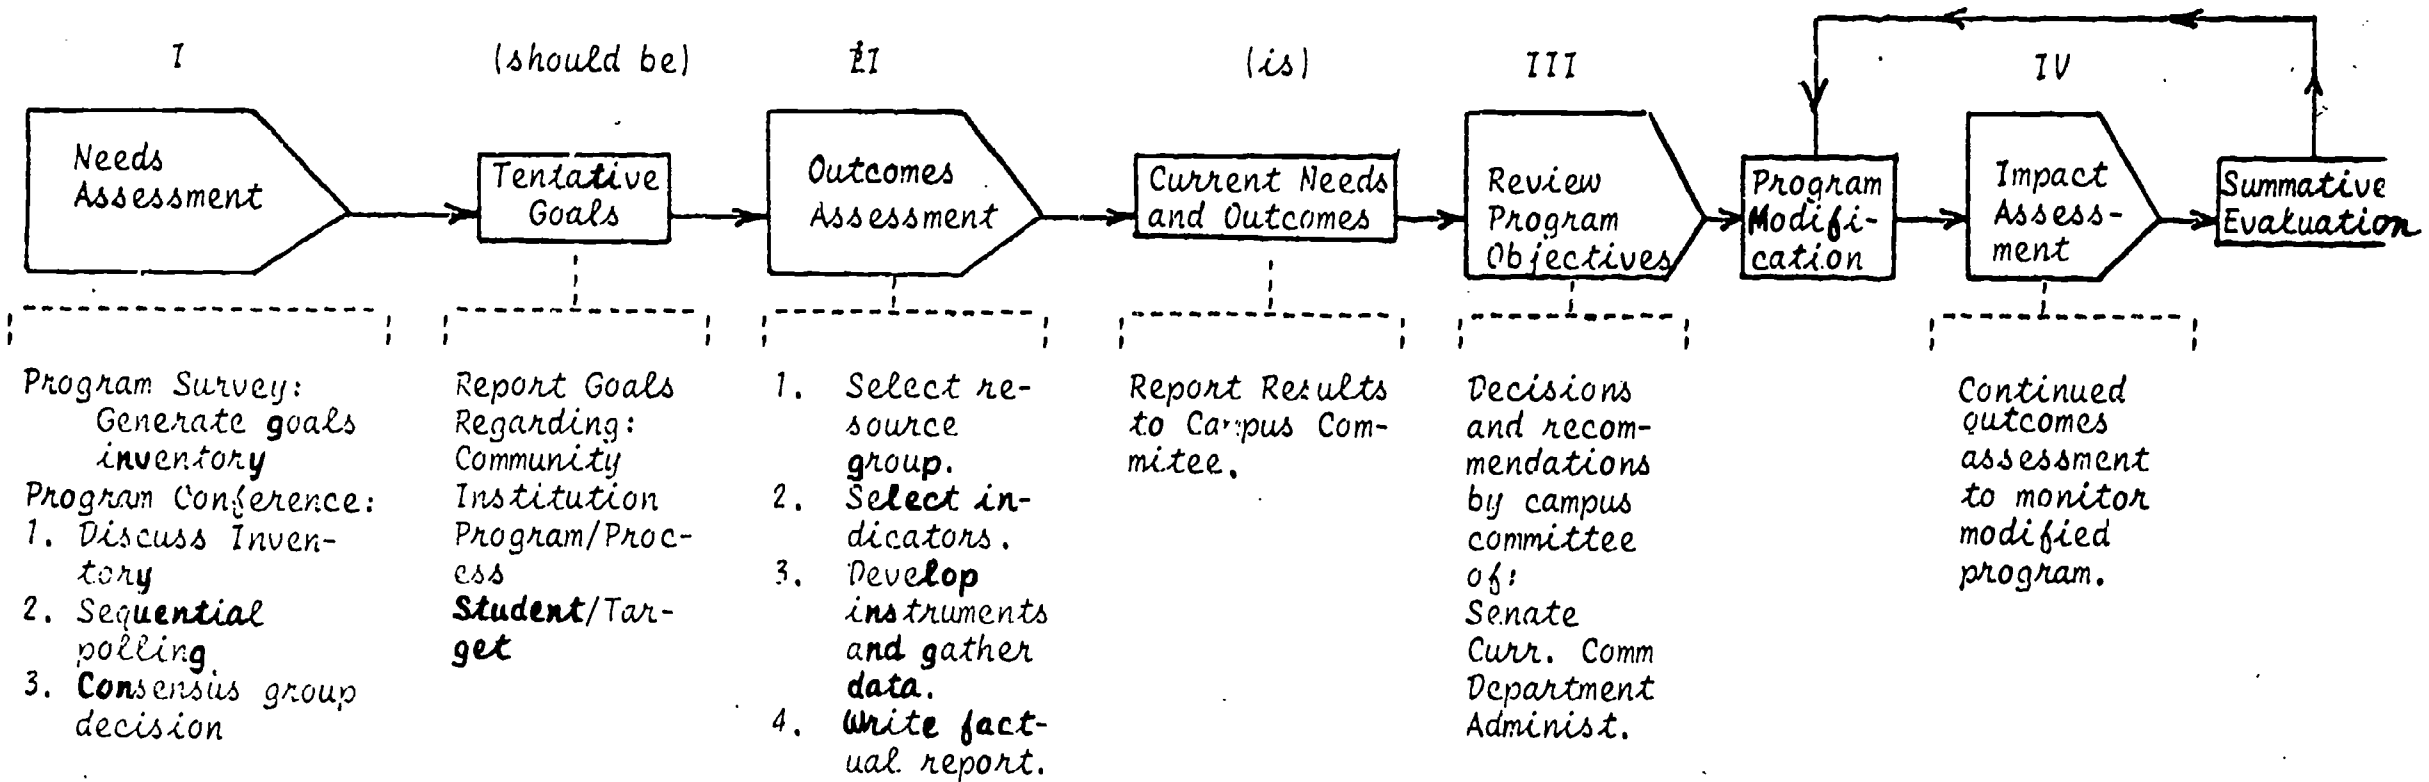 I
(should be)
II
(is)
III
IV
Needs
Assessment
Tentative
Goals
Outcomes
Assessment
Current Needs
and Outcomes
Review
Program
Objectives
Program
Modifi-
cation
Impact
Assess-
ment
Summative
Evaluation
Program Survey:
Generate goals
inventory
Program Conference:
1. Discuss Inven-
tory
2. Sequential
polling
3. Consensus group
decision
Report Goals
Regarding:
Community
Institution
Program/Proc-
ess
Student/Tar-
get
1. Select re-
source
group.
2. Select in-
dicators.
3. Develop
instruments
and gather
data.
4. Write fact-
ual report.
Report Results
to Campus Com-
mitee.
Decisions
and recom-
mendations
by campus
committee
of:
Senate
Curr. Comm
Department
Administ.
Continued
outcomes
assessment
to monitor
modified
program.